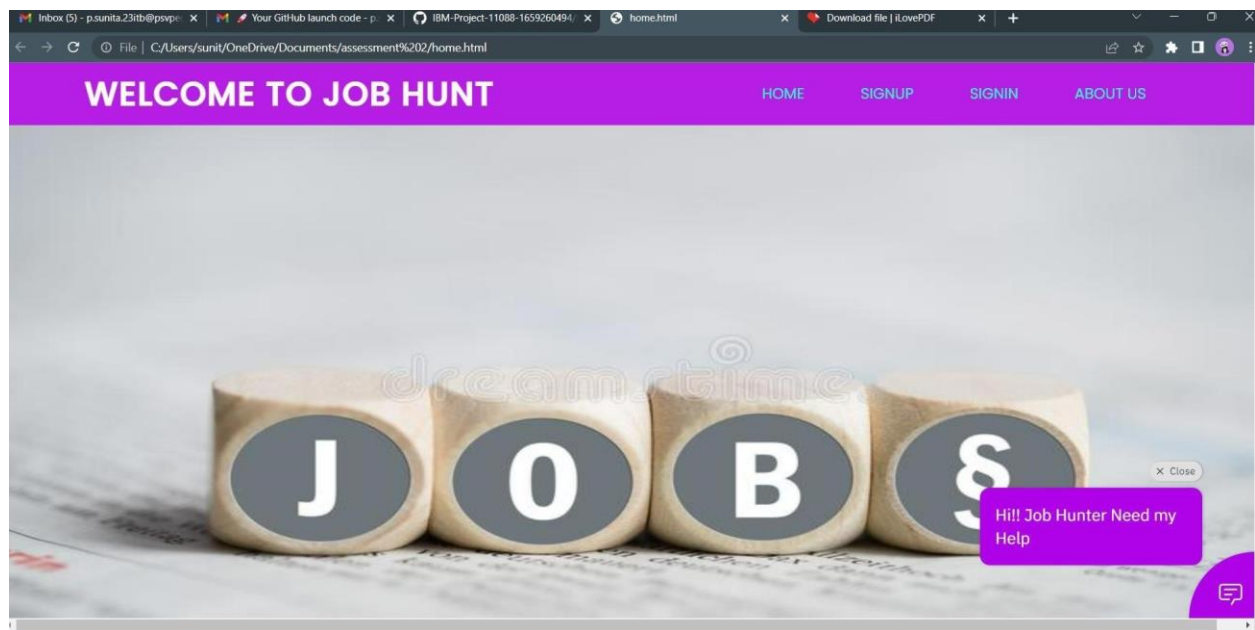 Inbox (5) - p.sunita.23itb@psvpe
Your GitHub launch code - p.
IBM-Project-11088-1659260494/
home.html
Download file | iLovePDF
File | C:/Users/sunit/OneDrive/Documents/assessment%202/home.html
WELCOME TO JOB HUNT
HOME SIGNUP SIGNIN ABOUT US
dreamstime
J O B §
Close
Hi!! Job Hunter Need my
Help